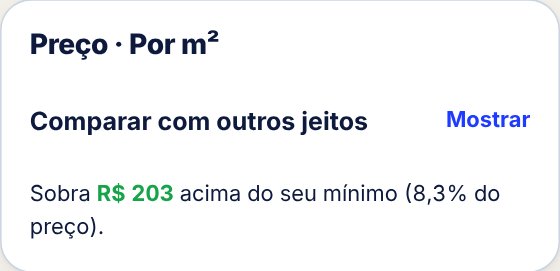 Preço · Por m²
Comparar com outros jeitos
Mostrar
Sobra R$ 203 acima do seu mínimo (8,3% do
preço).